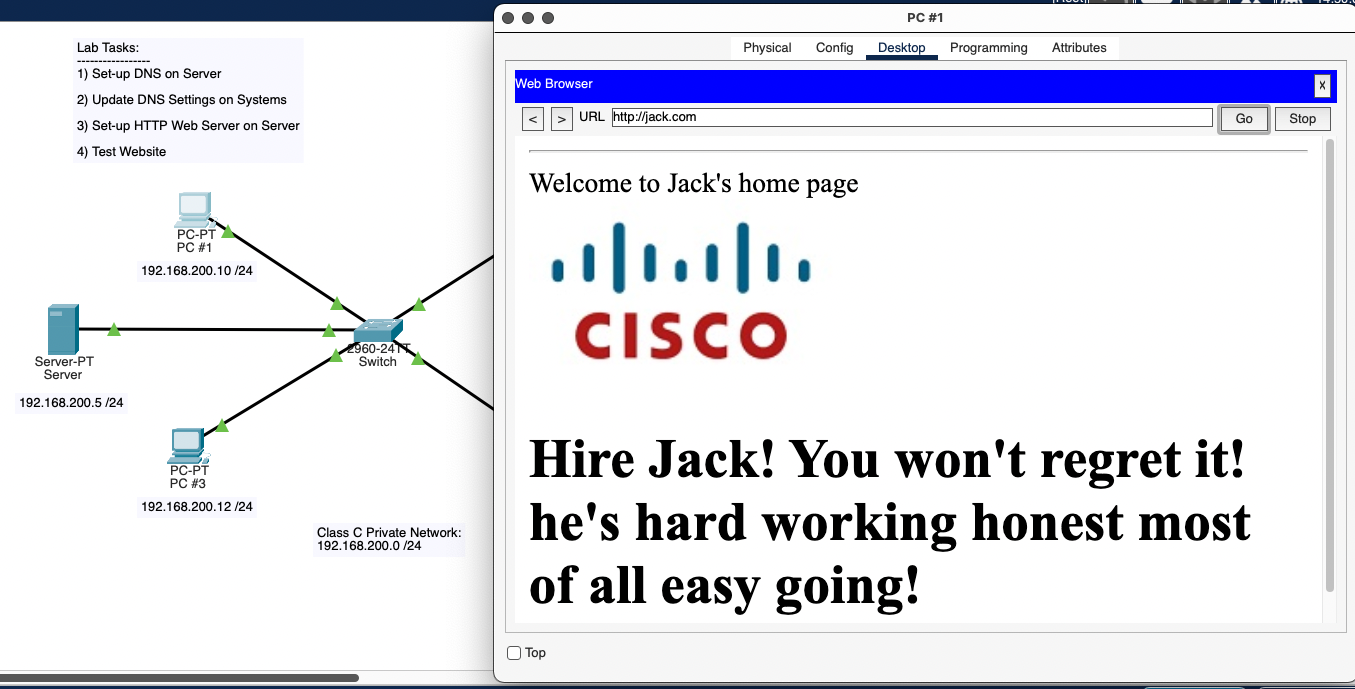 PC #1
Lab Tasks:
-----------------
1) Set-up DNS on Server
2) Update DNS Settings on Systems
3) Set-up HTTP Web Server on Server
4) Test Website
PC-PT
PC #1
192.168.200.10 /24
Server-PT
Server
192.168.200.5 /24
2960-24TT
Switch
PC-PT
PC #3
192.168.200.12 /24
Class C Private Network:
192.168.200.0 /24
Physical Config Desktop Programming Attributes
Web Browser X
< > URL http://jack.com Go Stop
Welcome to Jack's home page
CISCO
Hire Jack! You won't regret it!
he's hard working honest most
of all easy going!
Top